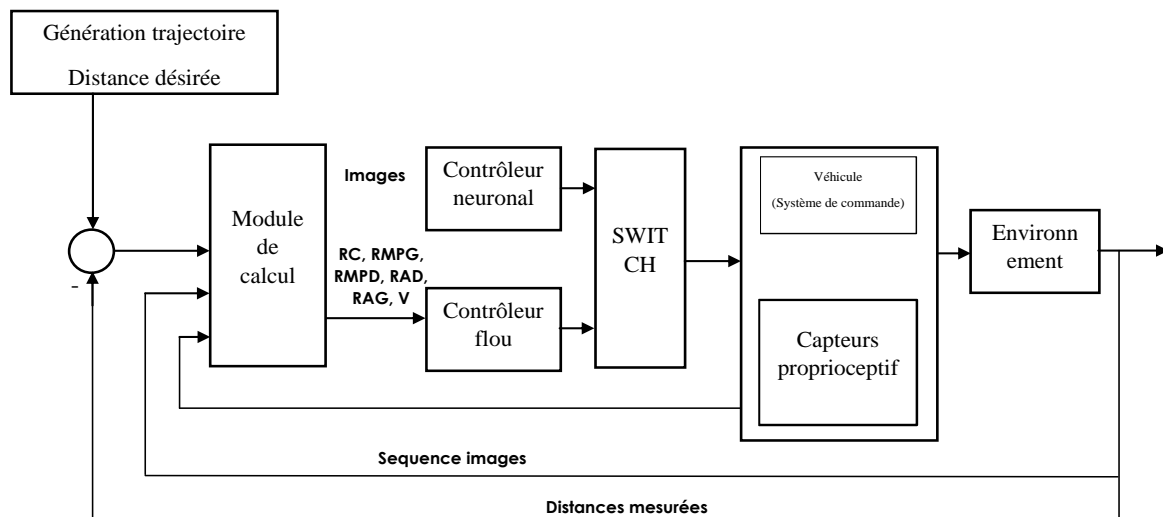 Génération trajectoire
Distance désirée
Module
de
calcul
Images
RC, RMPG,
RMPD, RAD,
RAG, V
Contrôleur
neuronal
Contrôleur
flou
SWIT
CH
Véhicule
(Système de commande)
Capteurs
proprioceptif
Environn
ement
-
Sequence images
Distances mesurées